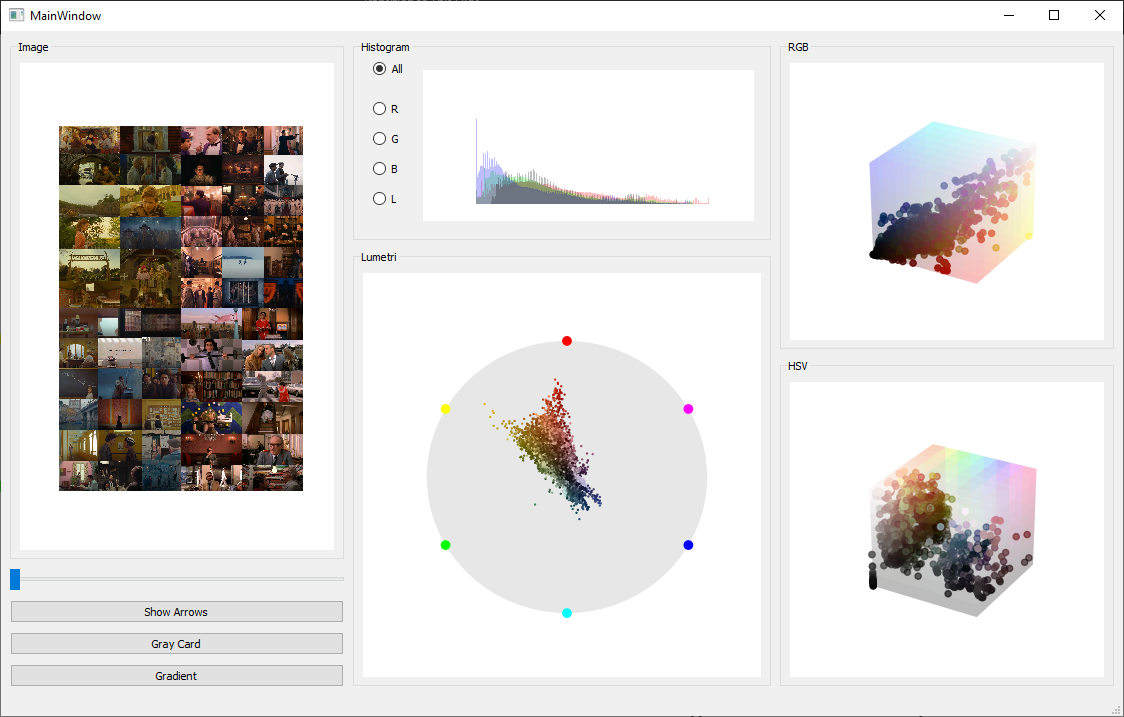 MainWindow
Image
Show Arrows
Gray Card
Gradient
Histogram
All
R
G
B
L
Lumetri
RGB
HSV